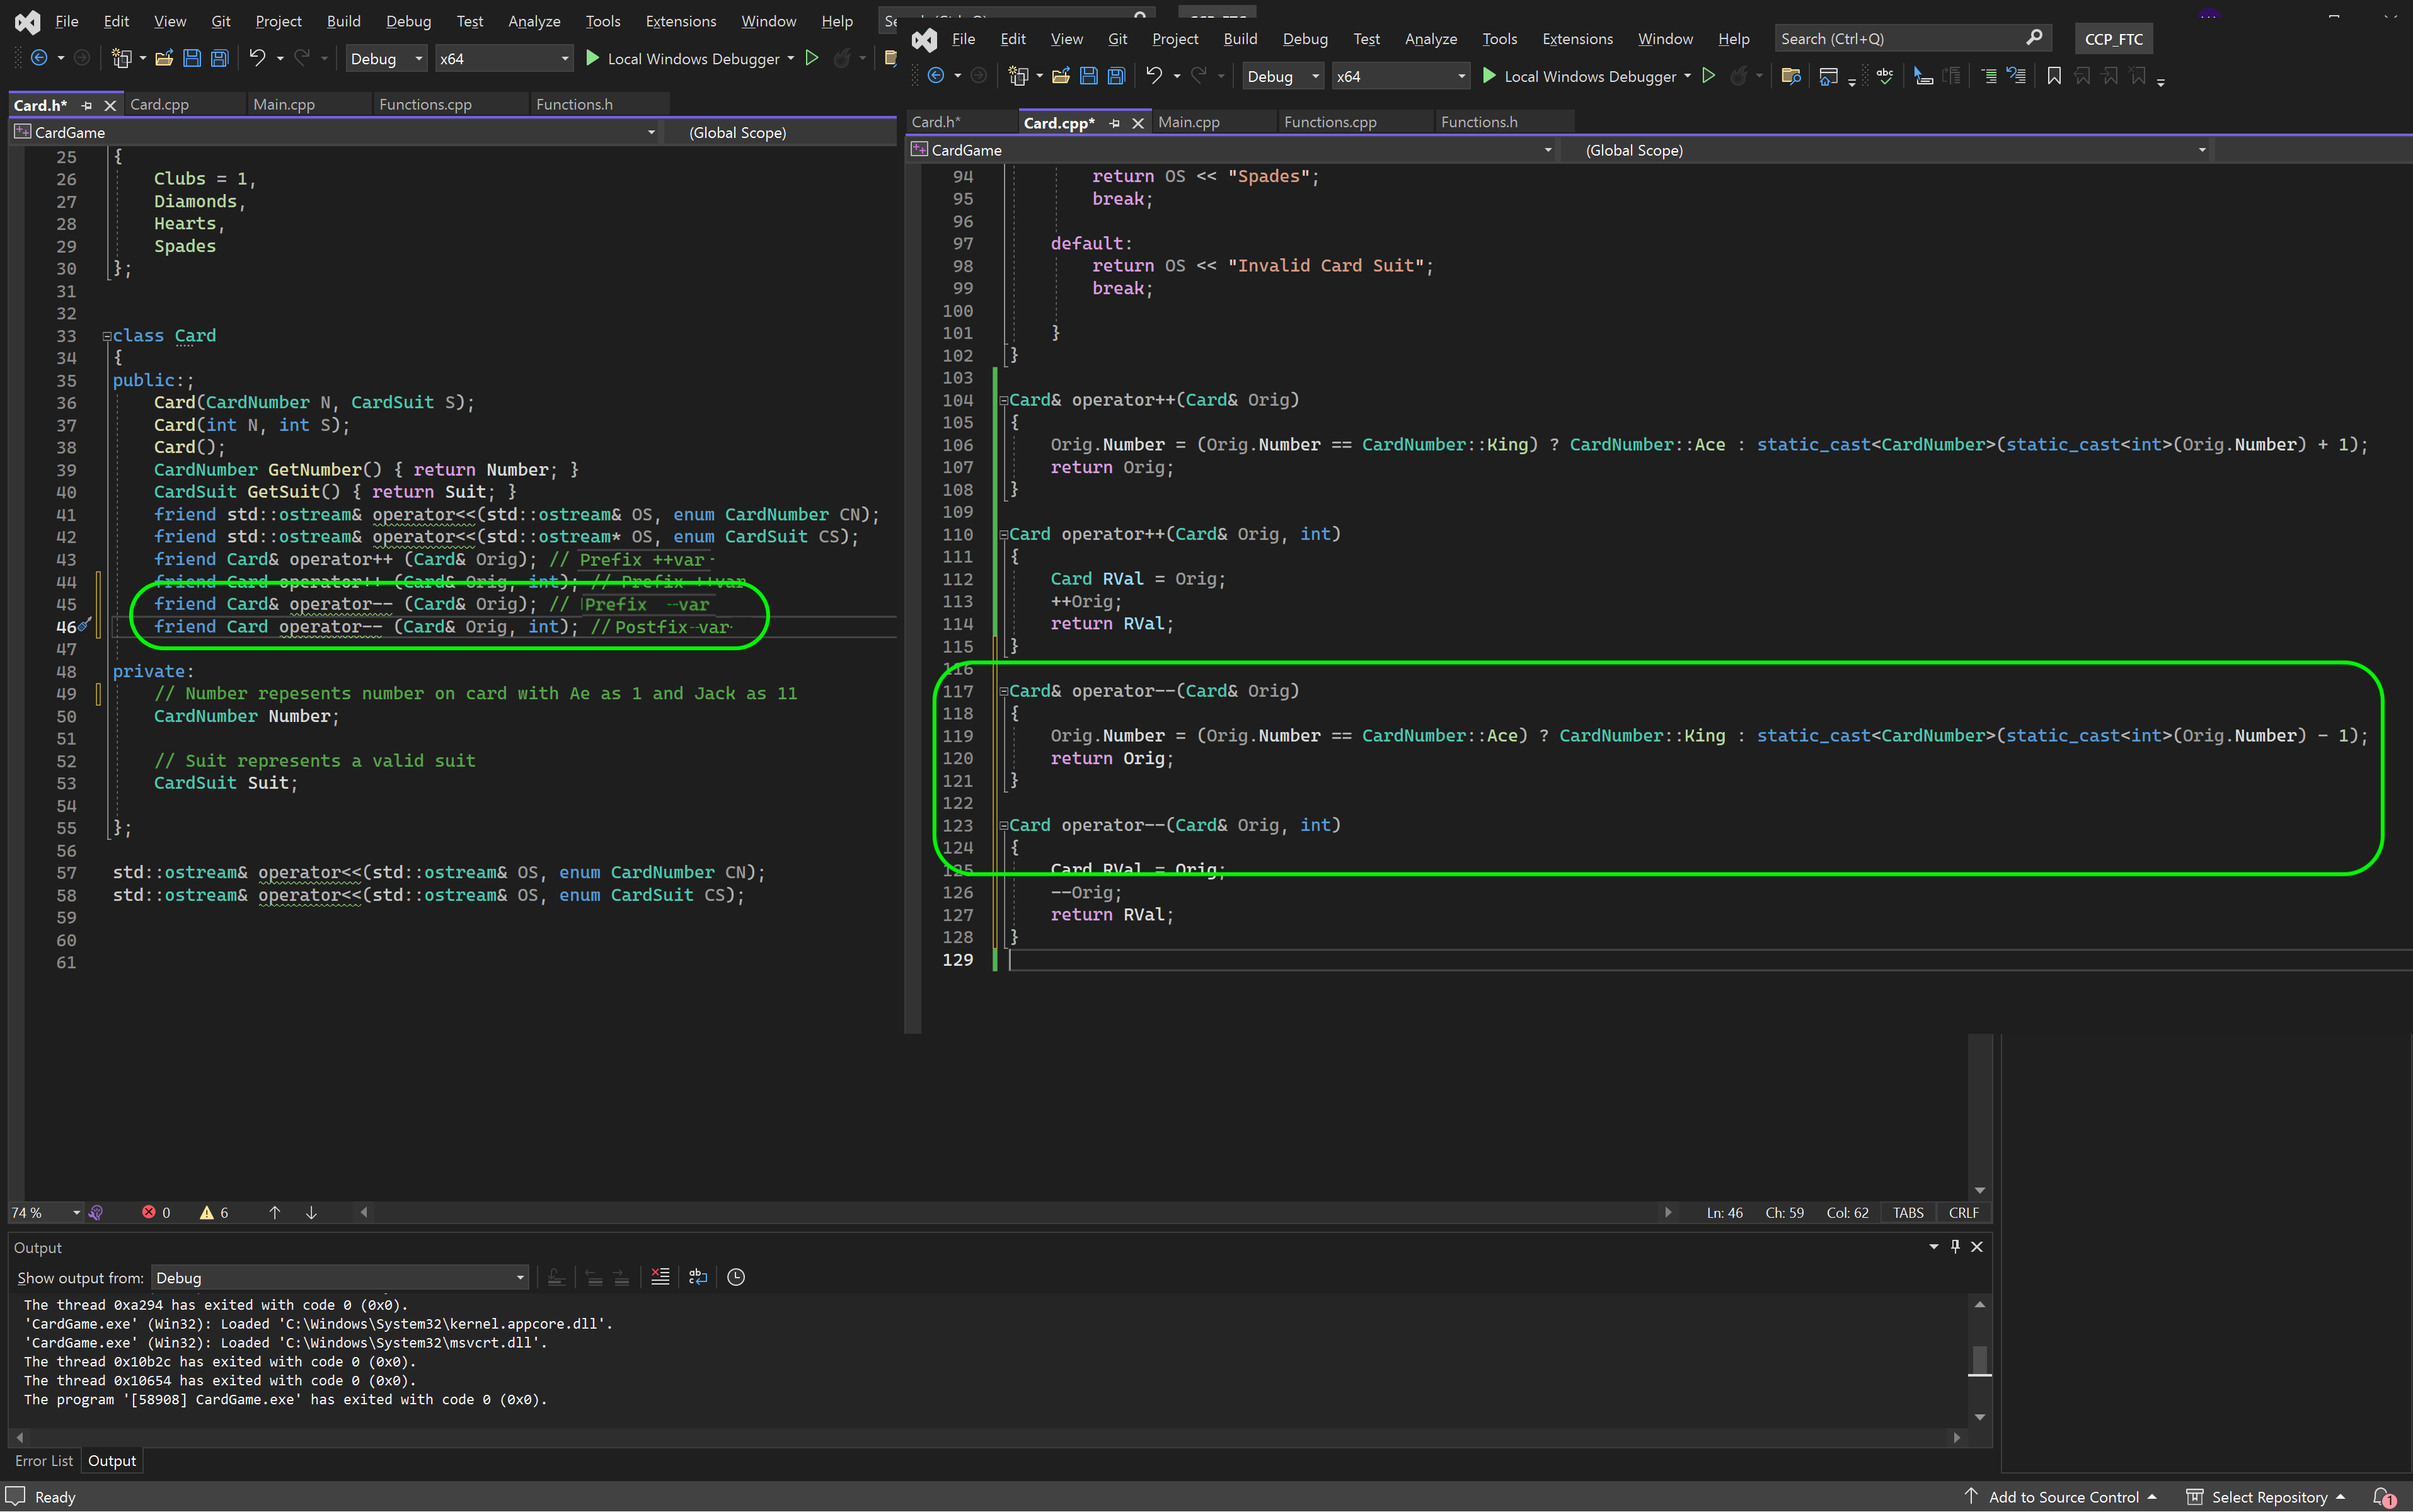 File Edit View Git Project Build Debug Test Analyze Tools Extensions Window Help
Debug x64 Local Windows Debugger
Card.h* Card.cpp Main.cpp Functions.cpp Functions.h
CardGame (Global Scope)
25 {
26 Clubs = 1,
27 Diamonds,
28 Hearts,
29 Spades
30 };
31
32
33 class Card
34 {
35 public:;
36 Card(CardNumber N, CardSuit S);
37 Card(int N, int S);
38 Card();
39 CardNumber GetNumber() { return Number; }
40 CardSuit GetSuit() { return Suit; }
41 friend std::ostream& operator<<(std::ostream& OS, enum CardNumber CN);
42 friend std::ostream& operator<<(std::ostream* OS, enum CardSuit CS);
43 friend Card& operator++ (Card& Orig); // Prefix ++var
44 friend Card operator++ (Card& Orig, int); // Prefix ++var
45 friend Card& operator-- (Card& Orig); // Prefix --var
46 friend Card operator-- (Card& Orig, int); //Postfix--var
47
48 private:
49 // Number repesents number on card with Ae as 1 and Jack as 11
50 CardNumber Number;
51
52 // Suit represents a valid suit
53 CardSuit Suit;
54
55 };
56
57 std::ostream& operator<<(std::ostream& OS, enum CardNumber CN);
58 std::ostream& operator<<(std::ostream& OS, enum CardSuit CS);
59
60
61
File Edit View Git Project Build Debug Test Analyze Tools Extensions Window Help Search (Ctrl+Q) CCP_FTC
Debug x64 Local Windows Debugger
Card.h* Card.cpp* Main.cpp Functions.cpp Functions.h
CardGame (Global Scope)
94 return OS << "Spades";
95 break;
96
97 default:
98 return OS << "Invalid Card Suit";
99 break;
100
101 }
102 }
103
104 Card& operator++(Card& Orig)
105 {
106 Orig.Number = (Orig.Number == CardNumber::King) ? CardNumber::Ace : static_cast<CardNumber>(static_cast<int>(Orig.Number) + 1);
107 return Orig;
108 }
109
110 Card operator++(Card& Orig, int)
111 {
112 Card RVal = Orig;
113 ++Orig;
114 return RVal;
115 }
116
117 Card& operator--(Card& Orig)
118 {
119 Orig.Number = (Orig.Number == CardNumber::Ace) ? CardNumber::King : static_cast<CardNumber>(static_cast<int>(Orig.Number) - 1);
120 return Orig;
121 }
122
123 Card operator--(Card& Orig, int)
124 {
125 Card RVal = Orig;
126 --Orig;
127 return RVal;
128 }
129
74 % 0 6 Ln: 46 Ch: 59 Col: 62 TABS CRLF
Output
Show output from: Debug
The thread 0xa294 has exited with code 0 (0x0).
'CardGame.exe' (Win32): Loaded 'C:\Windows\System32\kernel.appcore.dll'.
'CardGame.exe' (Win32): Loaded 'C:\Windows\System32\msvcrt.dll'.
The thread 0x10b2c has exited with code 0 (0x0).
The thread 0x10654 has exited with code 0 (0x0).
The program '[58908] CardGame.exe' has exited with code 0 (0x0).
Error List Output
Ready Add to Source Control Select Repository 1